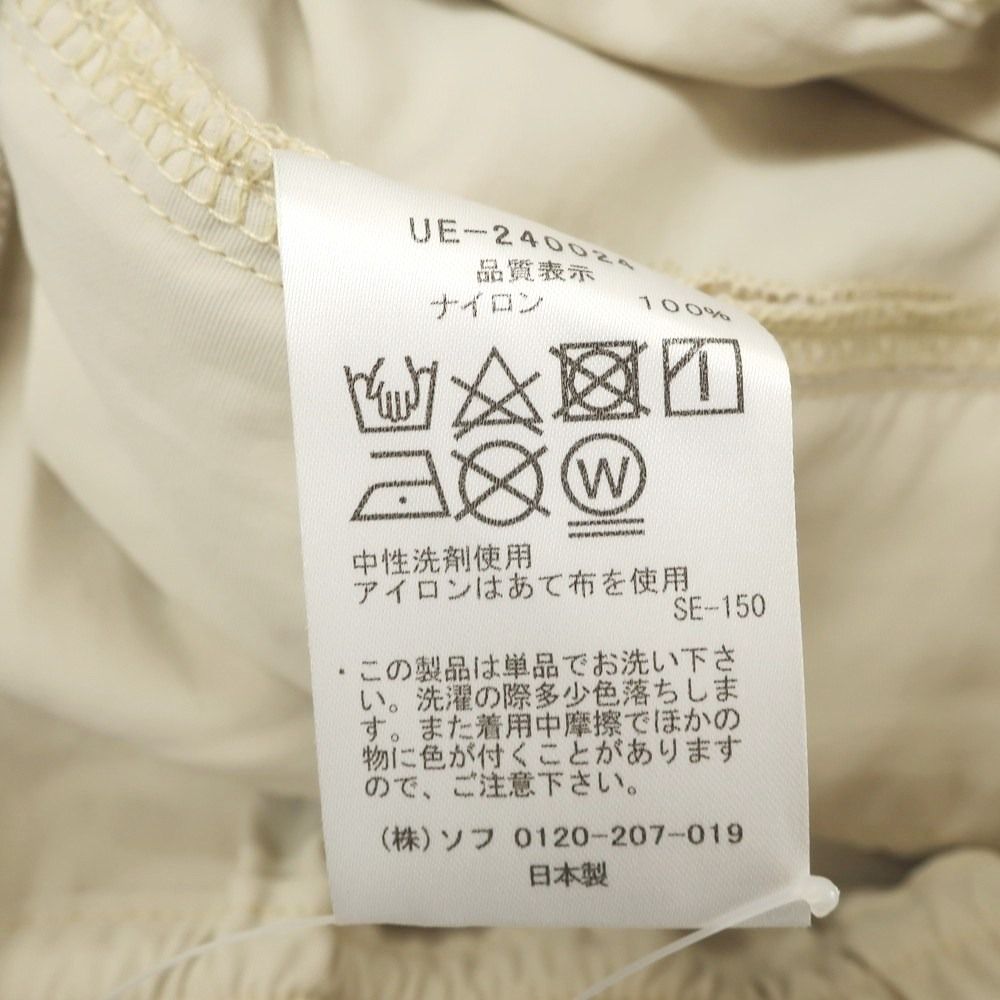 UE-240024
品質表示
ナイロン 100%
W
中性洗剤使用
アイロンはあて布を使用
SE-150
・この製品は単品でお洗い下さ
い。洗濯の際多少色落ちしま
す。また着用中摩擦でほかの
物に色が付くことがあります
ので、ご注意下さい。
(株)ソフ 0120-207-019
日本製